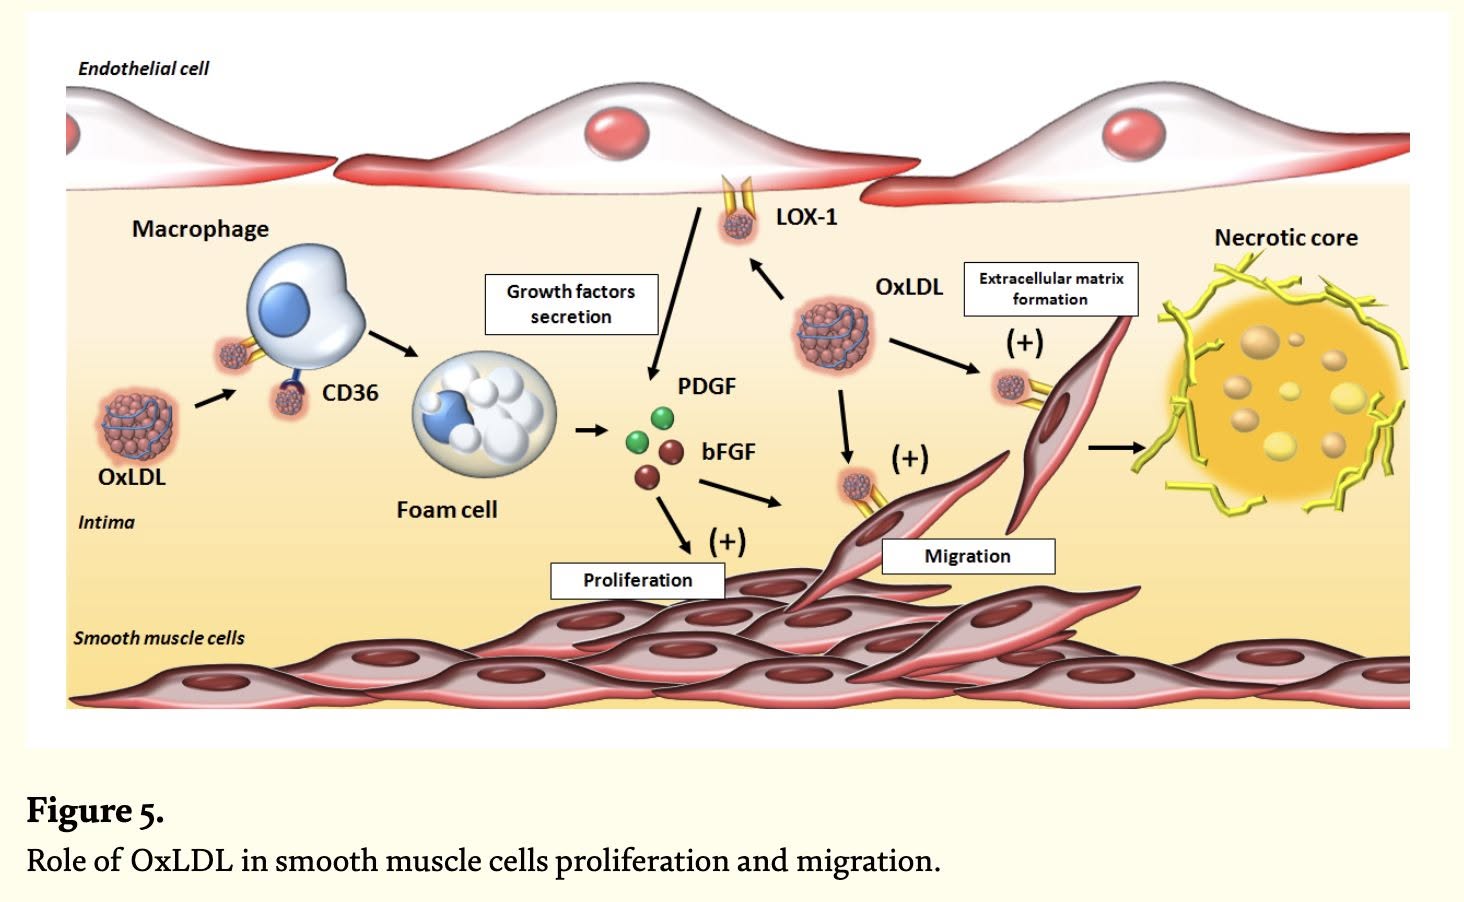 Endothelial cell
Macrophage
LOX-1
Necrotic core
Growth factors
secretion
OxLDL
Extracellular matrix
formation
(+)
CD36
PDGF
OxLDL
bFGF
(+)
Foam cell
Intima
(+)
Migration
Proliferation
Smooth muscle cells
Figure 5.
Role of OxLDL in smooth muscle cells proliferation and migration.